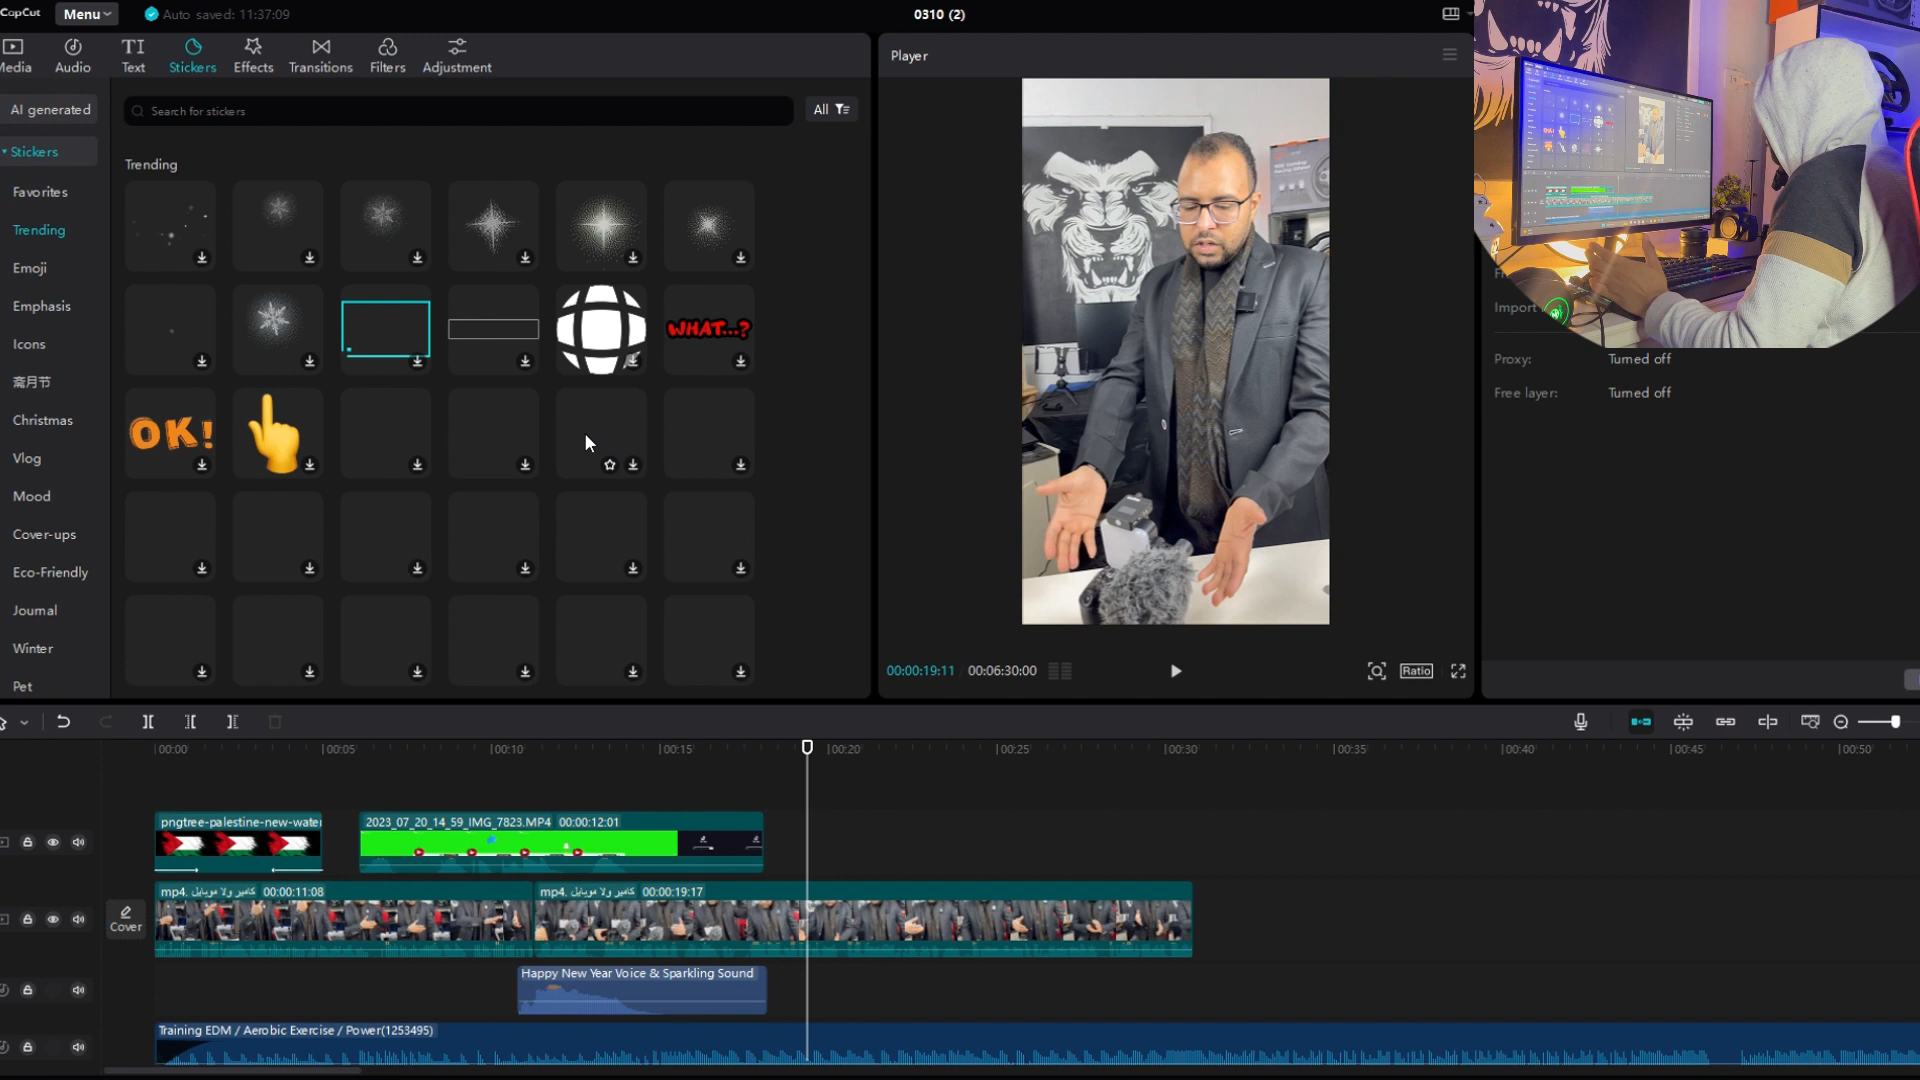 CapCut
Menu
Auto saved: 11:37:09
0310 (2)
Media
Audio
Text
Stickers
Effects
Transitions
Filters
Adjustment
Player
AI generated
Search for stickers
All
Stickers
Trending
Favorites
Trending
Emoji
Emphasis
WHAT...?
Icons
斋月节
Christmas
OK!
Vlog
Mood
Cover-ups
Eco-Friendly
Journal
Winter
Pet
Import
Proxy: Turned off
Free layer: Turned off
00:00:19:11 00:06:30:00
Ratio
00:00 00:05 00:10 00:15 00:20 00:25 00:30 00:35 00:40 00:45 00:50
pngtree-palestine-new-water
2023_07_20_14_59_IMG_7823.MP4 00:00:12:01
كامير ولا موبايل .mp4 00:00:11:08
كامير ولا موبايل .mp4 00:00:19:17
Cover
Happy New Year Voice & Sparkling Sound
Training EDM / Aerobic Exercise / Power(1253495)